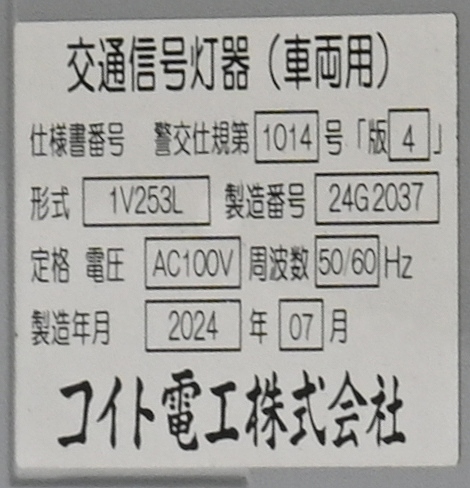 交通信号灯器（車両用）
仕様書番号 警交仕規第 1014 号「版 4 」
形式 1V253L 製造番号 24G2037
定格 電圧 AC100V 周波数 50/60 Hz
製造年月 2024 年 07 月
コイト電工株式会社